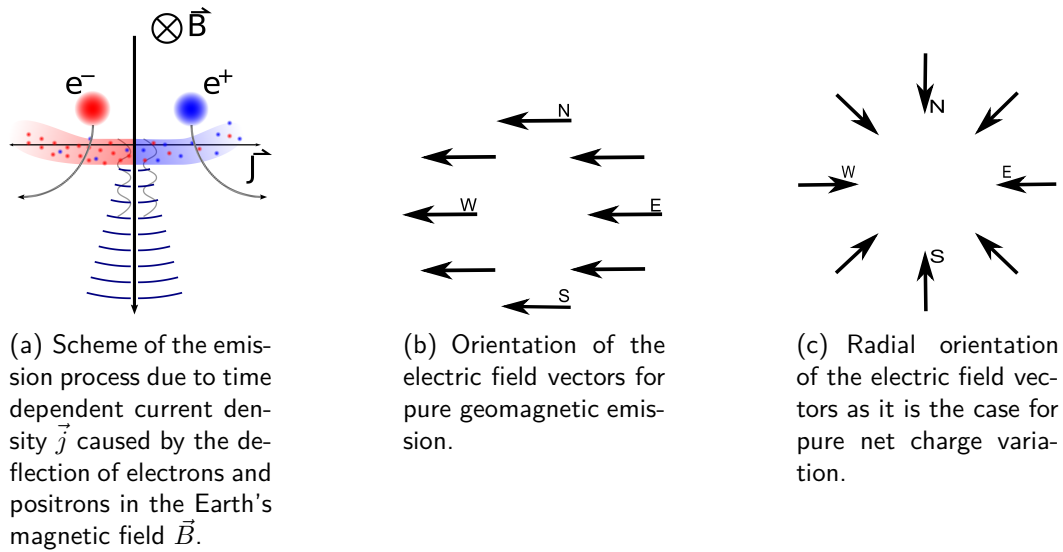 ⊗ B⃗
e⁻ e⁺
J⃗
N
W E
S
N
W E
S
(a) Scheme of the emis-
sion process due to time
dependent current den-
sity j⃗ caused by the de-
flection of electrons and
positrons in the Earth's
magnetic field B⃗.
(b) Orientation of the
electric field vectors for
pure geomagnetic emis-
sion.
(c) Radial orientation
of the electric field vec-
tors as it is the case for
pure net charge varia-
tion.